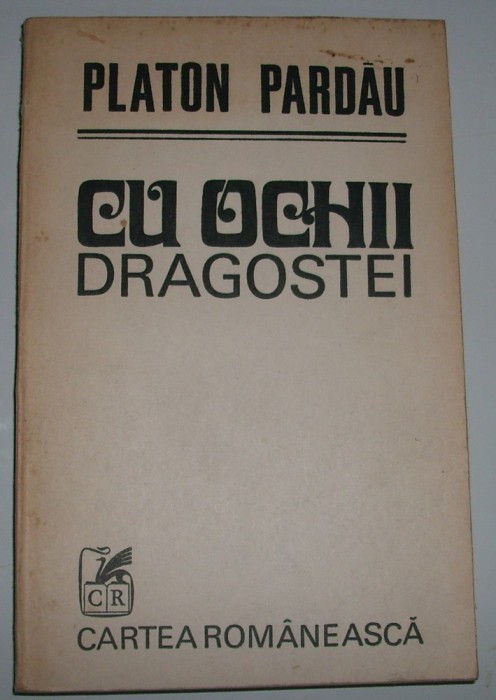 PLATON PARDĂU
CU OCHII
DRAGOSTEI
CR
CARTEA ROMÂNEASCĂ